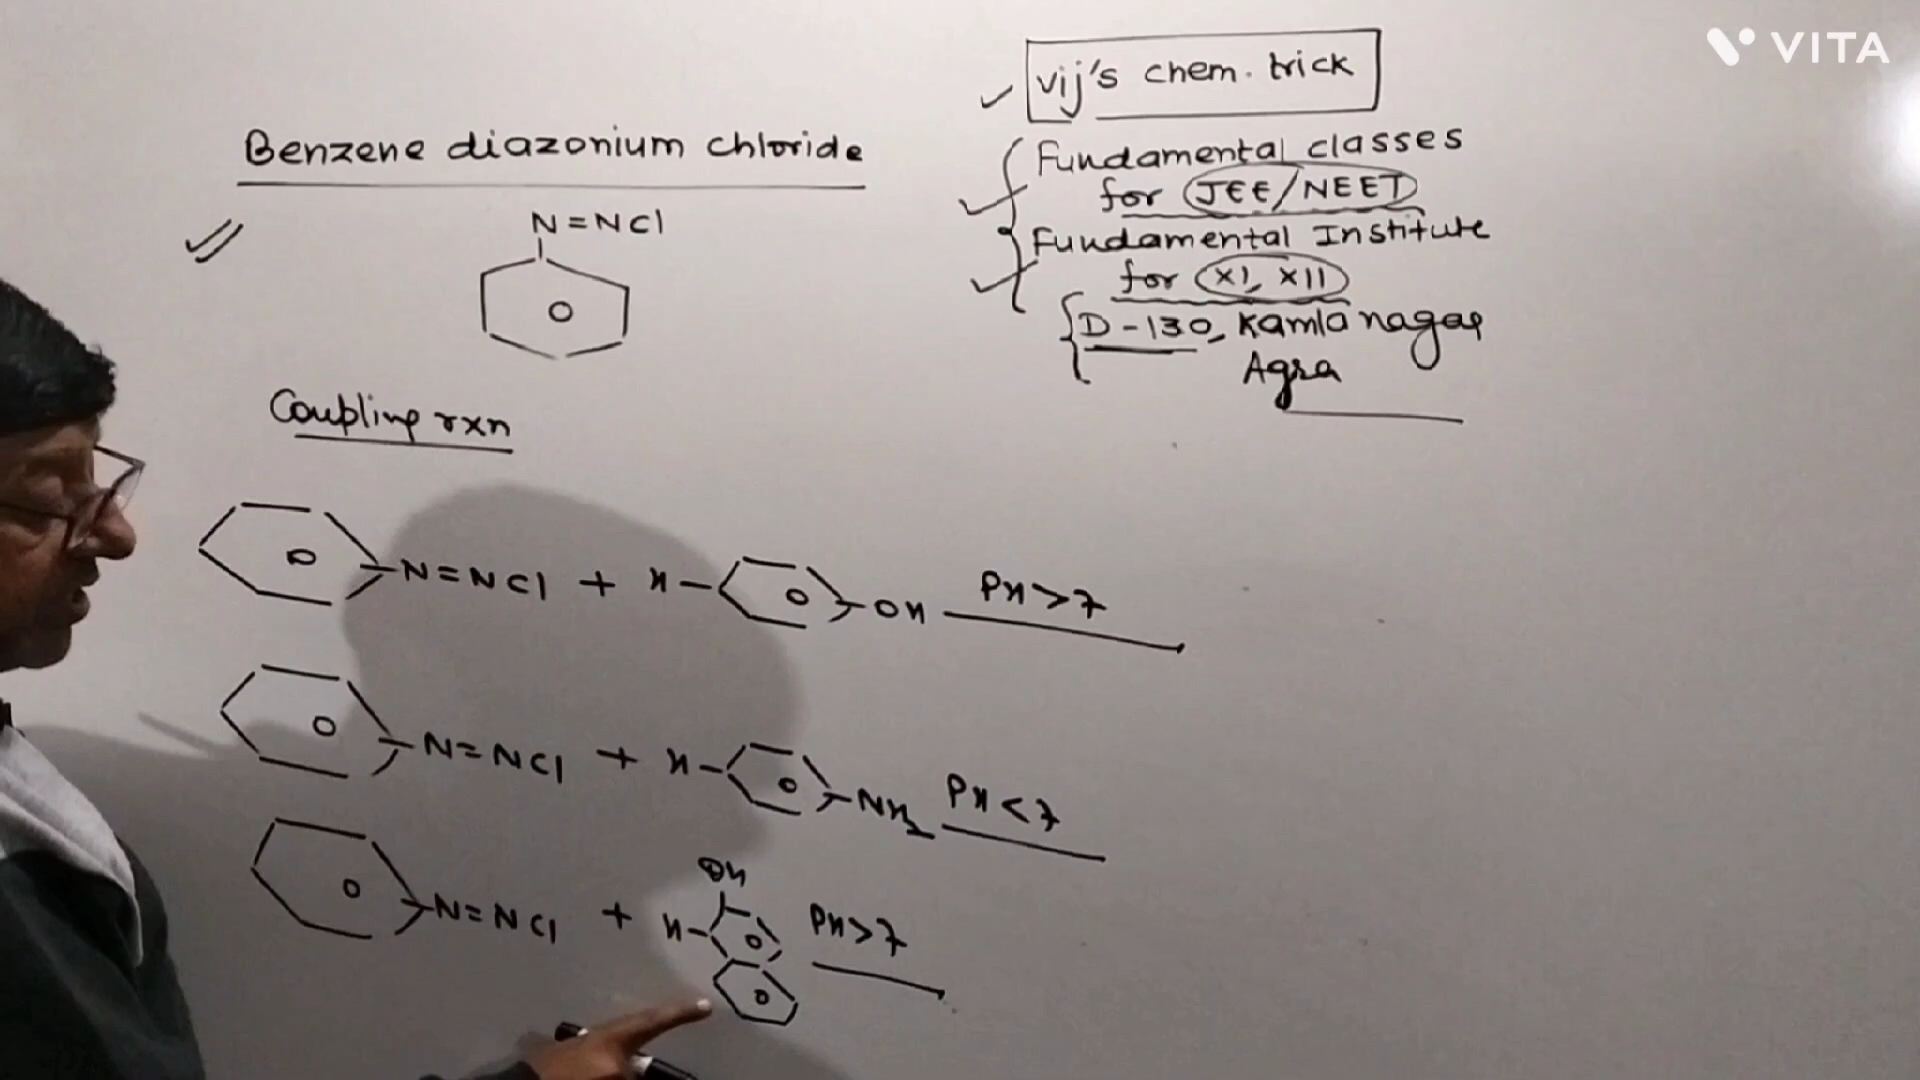 VITA
vij's chem. trick
Fundamental classes
for JEE/NEET
Fundamental Institute
for XI, XII
D-130, Kamla nagar
Agra
Benzene diazonium chloride
N=NCl
Coupling rxn
N=NCl + H- -OH PH>7
N=NCl + H- -NH2 PH<7
OH
N=NCl + H- PH>7